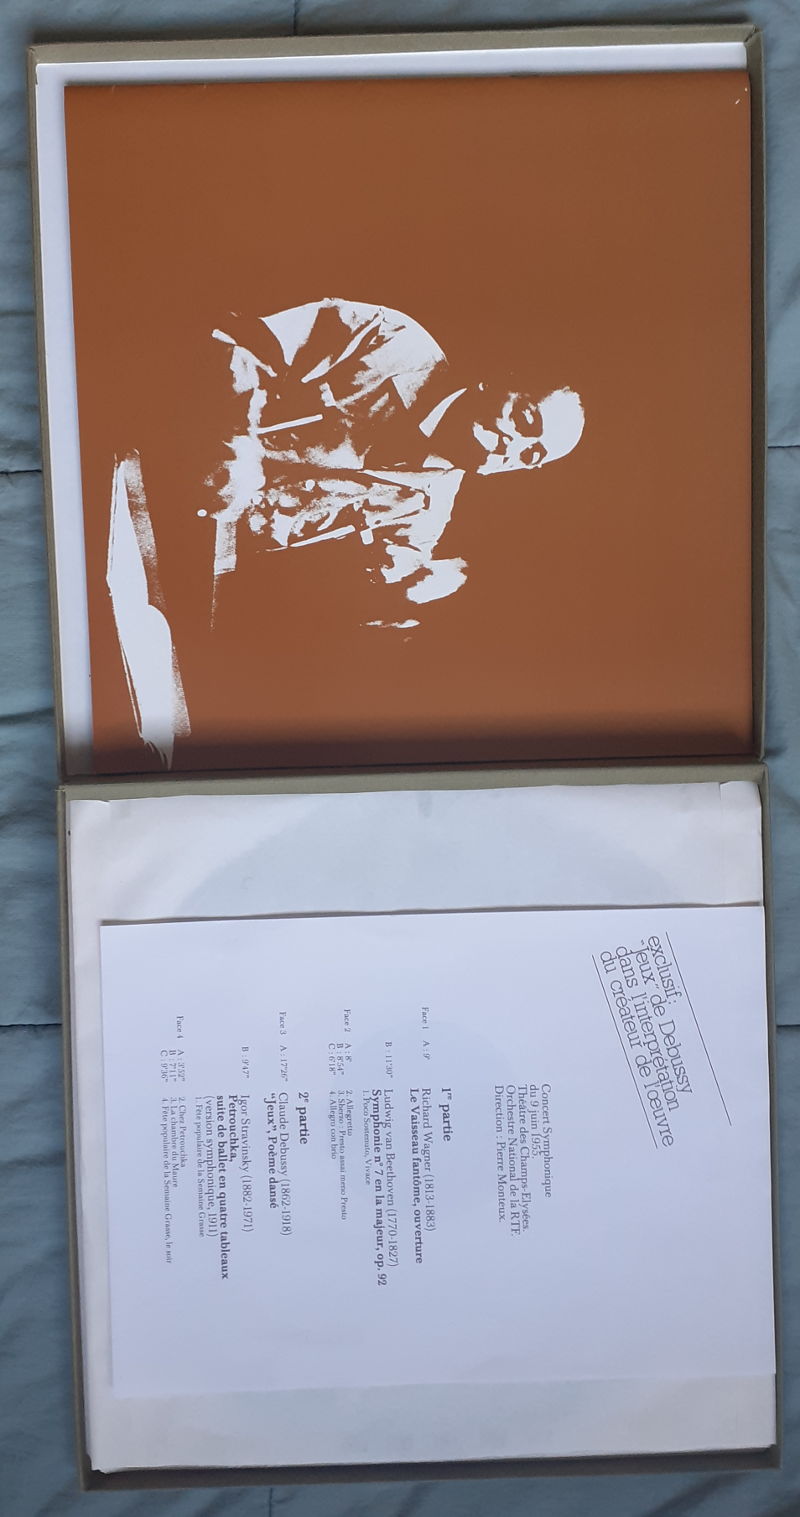 exclusif:
"Jeux" de Debussy
dans l'interprétation
du créateur de l'œuvre
Concert Symphonique
du 9 juin 1955.
Théâtre des Champs-Elysées.
Orchestre National de la RTF.
Direction : Pierre Monteux.
1re partie
Face 1 A : 9' Richard Wagner (1813-1883)
Le Vaisseau fantôme, ouverture
B : 11'30" Ludwig van Beethoven (1770-1827)
Symphonie n° 7 en la majeur, op. 92
1. Poco Sostenuto, Vivace
Face 2 A : 8' 2. Allegretto
B : 8'54" 3. Sherzo : Presto assai meno Presto
C : 6'18" 4. Allegro con brio
2e partie
Face 3 A : 17'26" Claude Debussy (1862-1918)
"Jeux", Poème dansé
B : 9'47" Igor Stravinsky (1882-1971)
Petrouchka,
suite de ballet en quatre tableaux
(version symphonique, 1911)
1. Fête populaire de la Semaine Grasse
Face 4 A : 3'52" 2. Chez Petrouchka
B : 7'11" 3. La chambre du Maure
C : 9'36" 4. Fête populaire de la Semaine Grasse, le soir